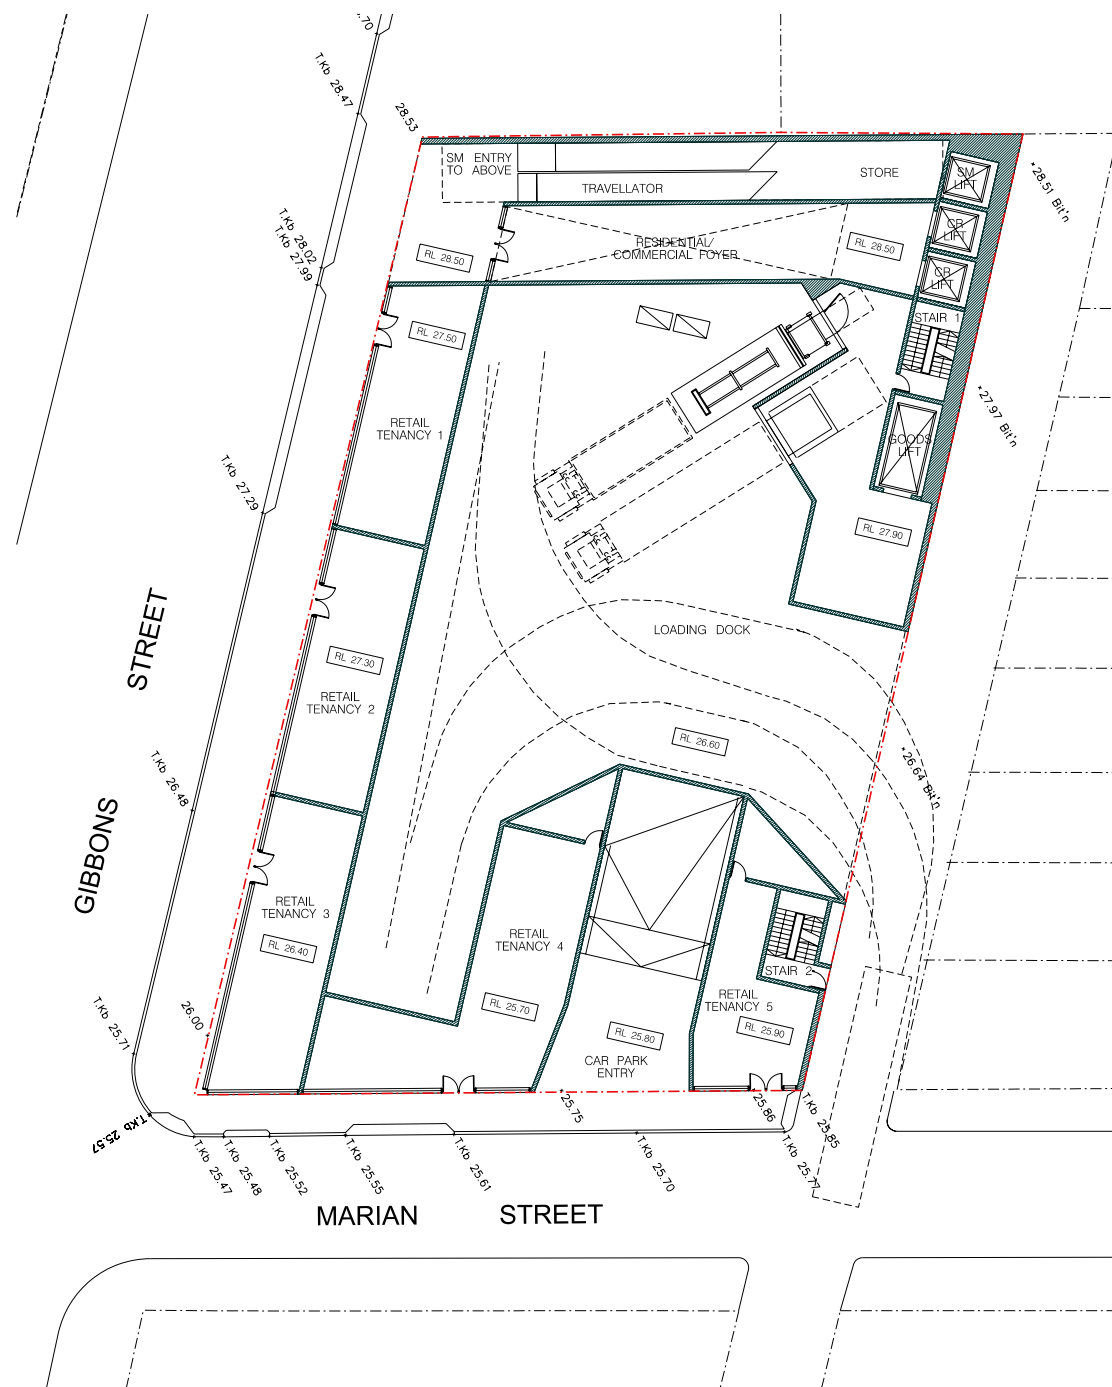 .70
T.Kb 28.47
28.53
SM ENTRY
TO ABOVE
TRAVELLATOR
STORE
SM
LIFT
28.51 Bit'n
T.Kb 28.02
T.Kb 27.99
RL 28.50
RESIDENTIAL/
COMMERCIAL FOYER
RL 28.50
GR
LIFT
CR
LIFT
STAIR 1
RL 27.50
RETAIL
TENANCY 1
27.97 Bit'n
GOODS
LIFT
T.Kb 27.29
RL 27.90
STREET
LOADING DOCK
RL 27.30
RETAIL
TENANCY 2
RL 26.60
T.Kb 26.48
26.64 Bit'n
GIBBONS
RETAIL
TENANCY 3
RL 26.40
RETAIL
TENANCY 4
RL 25.70
STAIR 2
RETAIL
TENANCY 5
RL 25.90
RL 25.80
CAR PARK
ENTRY
T.Kb 25.71
26.00
25.75
25.86
T.Kb 25.85
T.Kb 25.57
T.Kb 25.47
T.Kb 25.48
T.Kb 25.52
T.Kb 25.55
T.Kb 25.61
T.Kb 25.70
T.Kb 25.77
MARIAN STREET